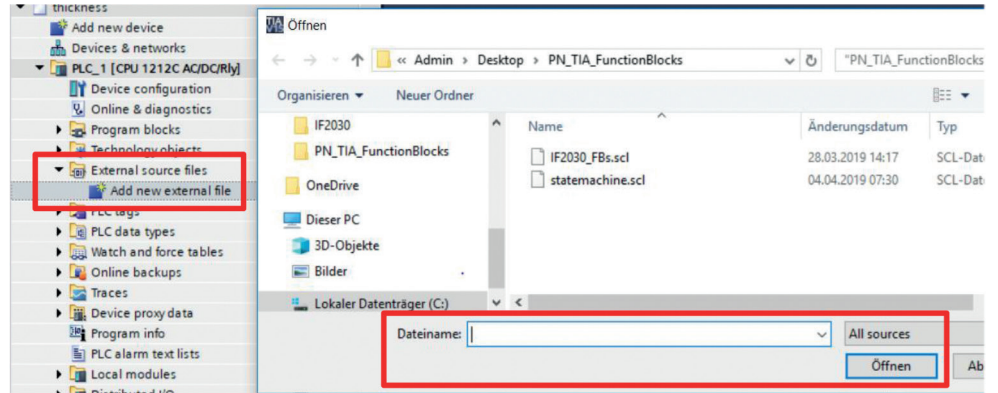 thickness
Add new device
Devices & networks
PLC_1 [CPU 1212C AC/DC/Rly]
Device configuration
Online & diagnostics
Program blocks
Technology objects
External source files
Add new external file
PLC tags
PLC data types
Watch and force tables
Online backups
Traces
Device proxy data
Program info
PLC alarm text lists
Local modules
Distributed I/O
Öffnen
« Admin › Desktop › PN_TIA_FunctionBlocks
"PN_TIA_FunctionBlocks
Organisieren Neuer Ordner
IF2030
PN_TIA_FunctionBlocks
OneDrive
Dieser PC
3D-Objekte
Bilder
Lokaler Datenträger (C:)
Name Änderungsdatum Typ
IF2030_FBs.scl 28.03.2019 14:17 SCL-Dat
statemachine.scl 04.04.2019 07:30 SCL-Dat
Dateiname: All sources
Öffnen Ab